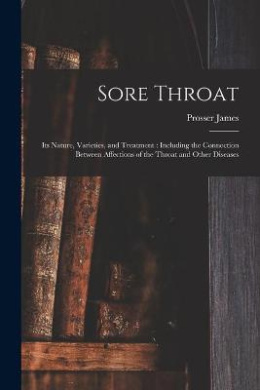 SORE THROAT
Prosser James
Its Nature, Varieties, and Treatment : Including the Connection
Between Affections of the Throat and Other Diseases